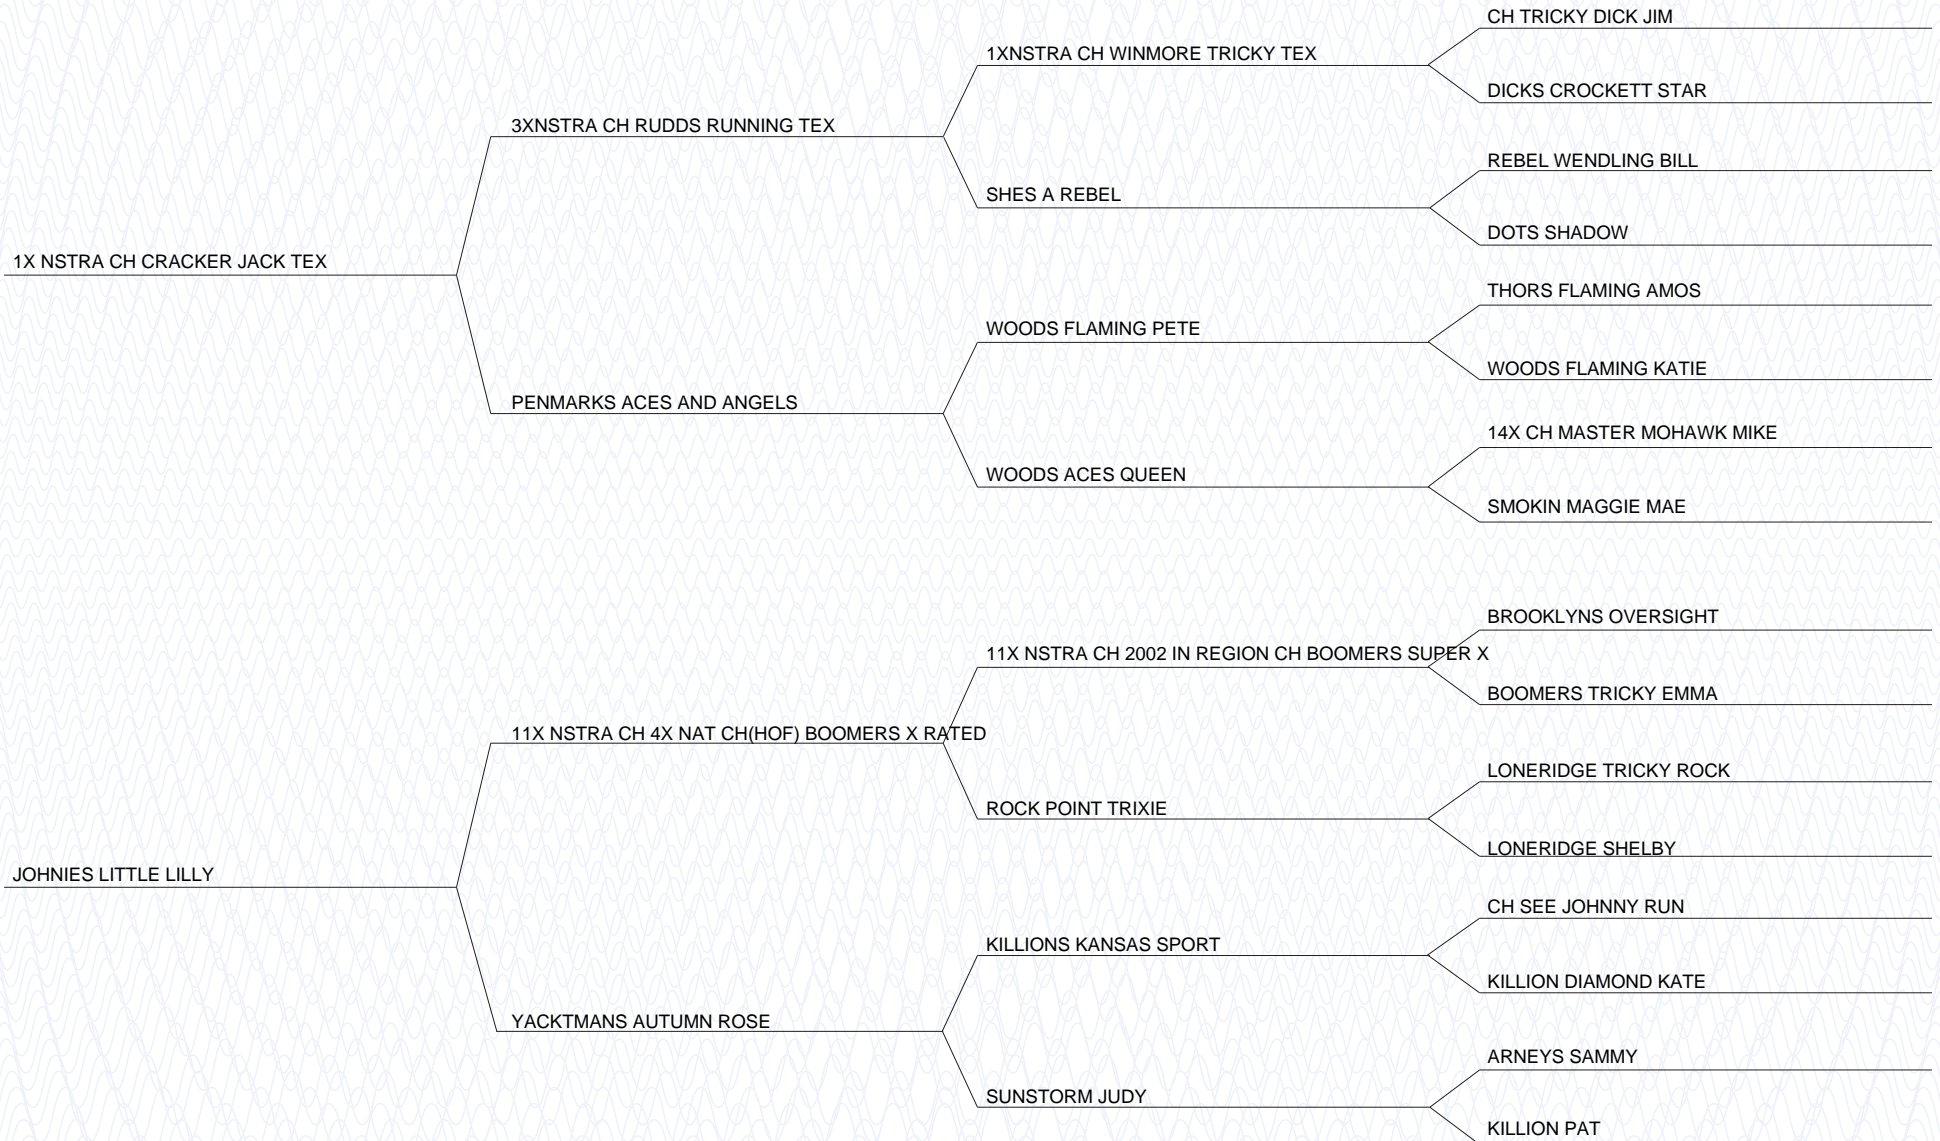 CH TRICKY DICK JIM
1XNSTRA CH WINMORE TRICKY TEX
DICKS CROCKETT STAR
3XNSTRA CH RUDDS RUNNING TEX
REBEL WENDLING BILL
SHES A REBEL
DOTS SHADOW
1X NSTRA CH CRACKER JACK TEX
THORS FLAMING AMOS
WOODS FLAMING PETE
WOODS FLAMING KATIE
PENMARKS ACES AND ANGELS
14X CH MASTER MOHAWK MIKE
WOODS ACES QUEEN
SMOKIN MAGGIE MAE
BROOKLYNS OVERSIGHT
11X NSTRA CH 2002 IN REGION CH BOOMERS SUPER X
BOOMERS TRICKY EMMA
11X NSTRA CH 4X NAT CH(HOF) BOOMERS X RATED
LONERIDGE TRICKY ROCK
ROCK POINT TRIXIE
LONERIDGE SHELBY
JOHNIES LITTLE LILLY
CH SEE JOHNNY RUN
KILLIONS KANSAS SPORT
KILLION DIAMOND KATE
YACKTMANS AUTUMN ROSE
ARNEYS SAMMY
SUNSTORM JUDY
KILLION PAT